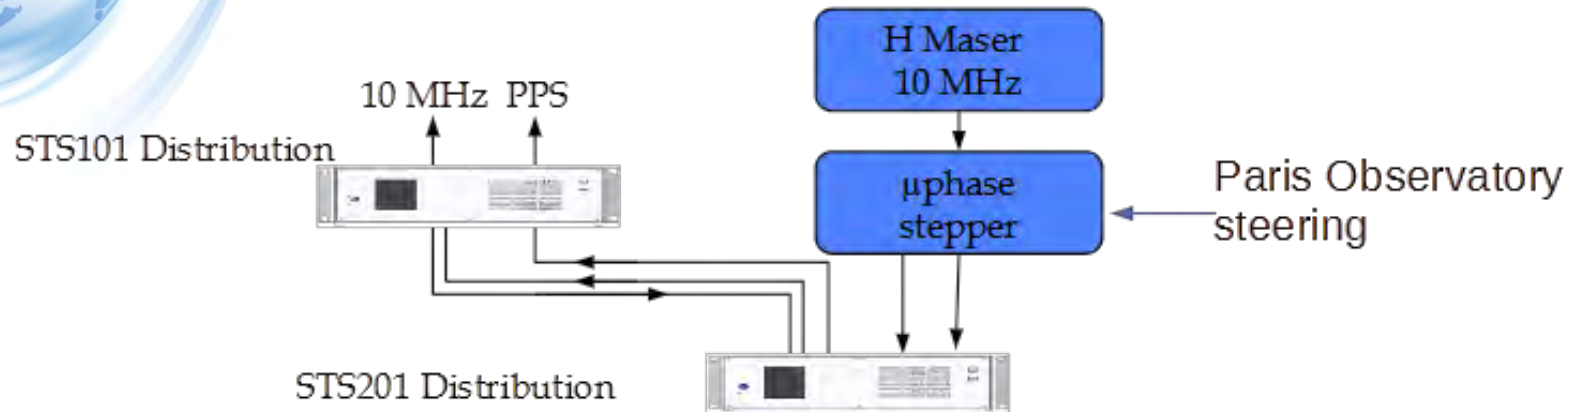 H Maser
10 MHz
10 MHz PPS
STS101 Distribution
µphase
stepper
Paris Observatory
steering
STS201 Distribution